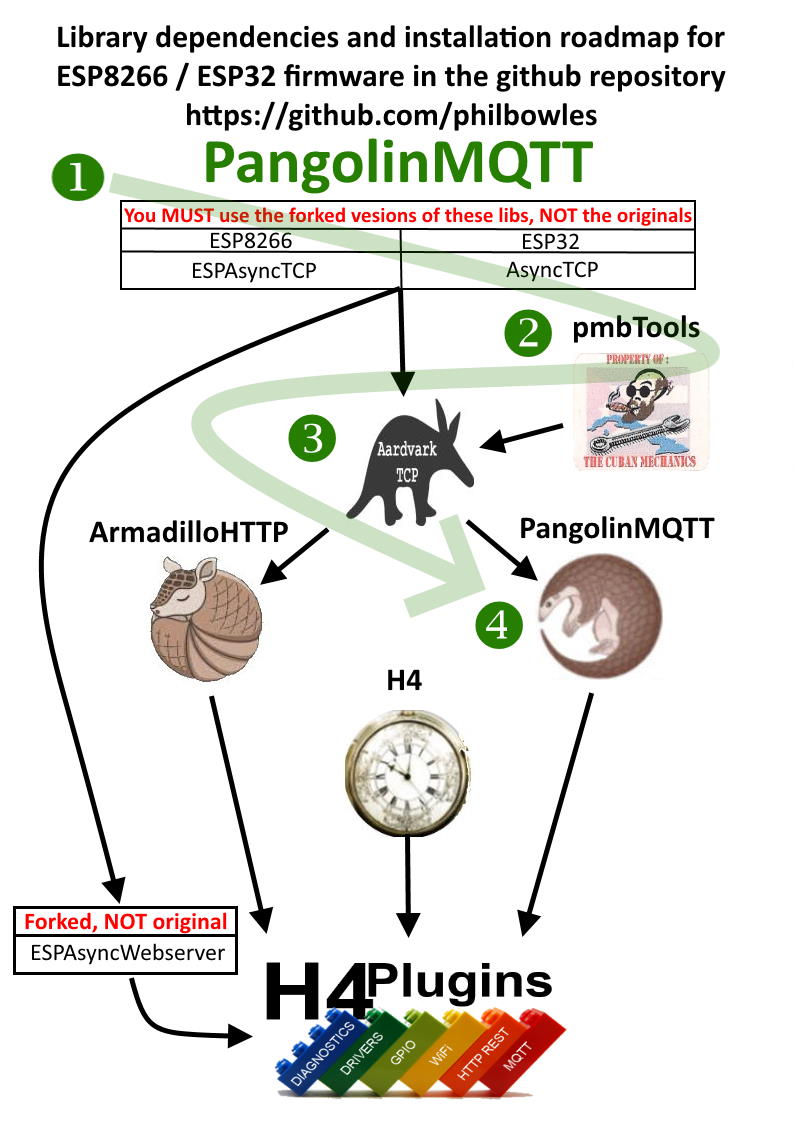 Library dependencies and installation roadmap for
ESP8266 / ESP32 firmware in the github repository
https://github.com/philbowles
PangolinMQTT
1
You MUST use the forked vesions of these libs, NOT the originals
ESP8266 ESP32
ESPAsyncTCP AsyncTCP
2 pmbTools
PROPERTY OF :
THE CUBAN MECHANICS
3
Aardvark
TCP
ArmadilloHTTP
PangolinMQTT
4
H4
Forked, NOT original
ESPAsyncWebserver
H4Plugins
DIAGNOSTICS
DRIVERS
GPIO
WiFi
HTTP REST
MQTT